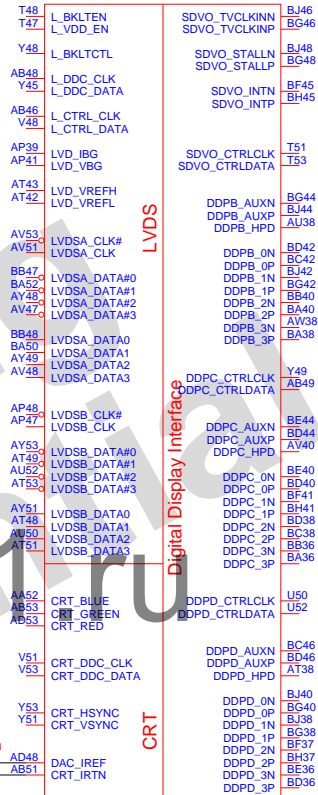 T48 L_BKLTEN SDVO_TVCLKINN BJ46
T47 L_VDD_EN SDVO_TVCLKINP BG46
Y48 L_BKLTCTL SDVO_STALLN BJ48
SDVO_STALLP BG48
AB48 L_DDC_CLK
Y45 L_DDC_DATA SDVO_INTN BF45
SDVO_INTP BH45
AB46 L_CTRL_CLK
V48 L_CTRL_DATA
AP39 LVD_IBG SDVO_CTRLCLK T51
AP41 LVD_VBG SDVO_CTRLDATA T53
AT43 LVD_VREFH
AT42 LVD_VREFL DDPB_AUXN BG44
DDPB_AUXP BJ44
DDPB_HPD AU38
LVDS
AV53 LVDSA_CLK#
AV51 LVDSA_CLK DDPB_0N BD42
DDPB_0P BC42
BB47 LVDSA_DATA#0 DDPB_1N BJ42
BA52 LVDSA_DATA#1 DDPB_1P BG42
AY48 LVDSA_DATA#2 DDPB_2N BB40
AV47 LVDSA_DATA#3 DDPB_2P BA40
DDPB_3N AW38
BB48 LVDSA_DATA0 DDPB_3P BA38
BA50 LVDSA_DATA1
AY49 LVDSA_DATA2 DDPC_CTRLCLK Y49
AV48 LVDSA_DATA3 DDPC_CTRLDATA AB49
Digital Display Interface
AP48 LVDSB_CLK#
AP47 LVDSB_CLK DDPC_AUXN BE44
DDPC_AUXP BD44
AY53 LVDSB_DATA#0 DDPC_HPD AV40
AT49 LVDSB_DATA#1
AU52 LVDSB_DATA#2 DDPC_0N BE40
AT53 LVDSB_DATA#3 DDPC_0P BD40
DDPC_1N BF41
AY51 LVDSB_DATA0 DDPC_1P BH41
AT48 LVDSB_DATA1 DDPC_2N BD38
AU50 LVDSB_DATA2 DDPC_2P BC38
AT51 LVDSB_DATA3 DDPC_3N BB36
DDPC_3P BA36
AA52 CRT_BLUE DDPD_CTRLCLK U50
AB53 CRT_GREEN DDPD_CTRLDATA U52
AD53 CRT_RED
V51 CRT_DDC_CLK DDPD_AUXN BC46
V53 CRT_DDC_DATA DDPD_AUXP BD46
DDPD_HPD AT38
CRT
Y53 CRT_HSYNC DDPD_0N BJ40
Y51 CRT_VSYNC DDPD_0P BG40
DDPD_1N BJ38
DDPD_1P BG38
AD48 DAC_IREF DDPD_2N BF37
AB51 CRT_IRTN DDPD_2P BH37
DDPD_3N BE36
DDPD_3P BD36
.ru